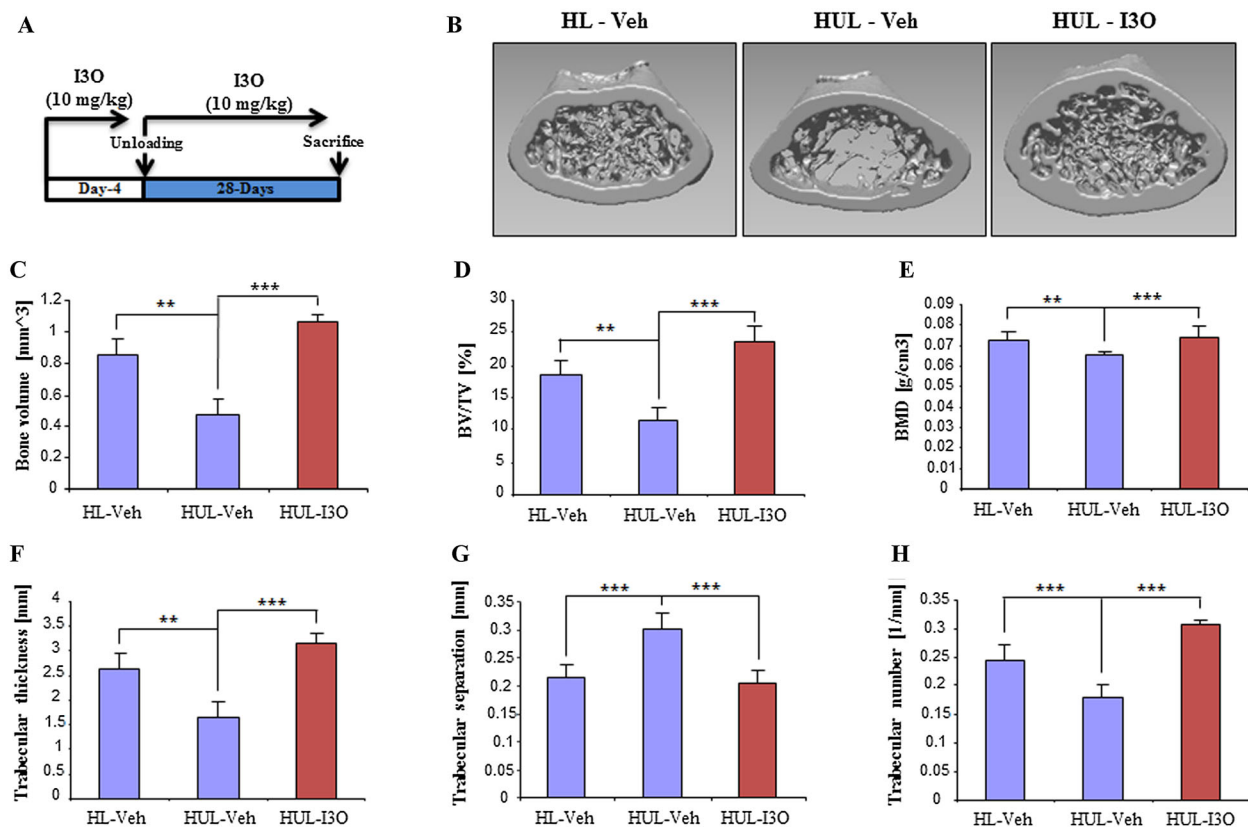 A
I3O
(10 mg/kg)
I3O
(10 mg/kg)
Unloading
Sacrifice
Day-4
28-Days
B
HL - Veh
HUL - Veh
HUL - I3O
C
Bone volume [mm^3]
1.2
1
0.8
0.6
0.4
0.2
0
**
***
HL-Veh
HUL-Veh
HUL-I3O
D
BV/TV [%]
30
25
20
15
10
5
0
**
***
HL-Veh
HUL-Veh
HUL-I3O
E
BMD [g/cm3]
0.09
0.08
0.07
0.06
0.05
0.04
0.03
0.02
0.01
0
**
***
HL-Veh
HUL-Veh
HUL-I3O
F
Trabecular thickness [mm]
4
3.5
3
2.5
2
1.5
1
0.5
0
**
***
HL-Veh
HUL-Veh
HUL-I3O
G
Trabecular separation [mm]
0.35
0.3
0.25
0.2
0.15
0.1
0.05
0
***
***
HL-Veh
HUL-Veh
HUL-I3O
H
Trabecular number [1/mm]
0.35
0.3
0.25
0.2
0.15
0.1
0.05
0
***
***
HL-Veh
HUL-Veh
HUL-I3O